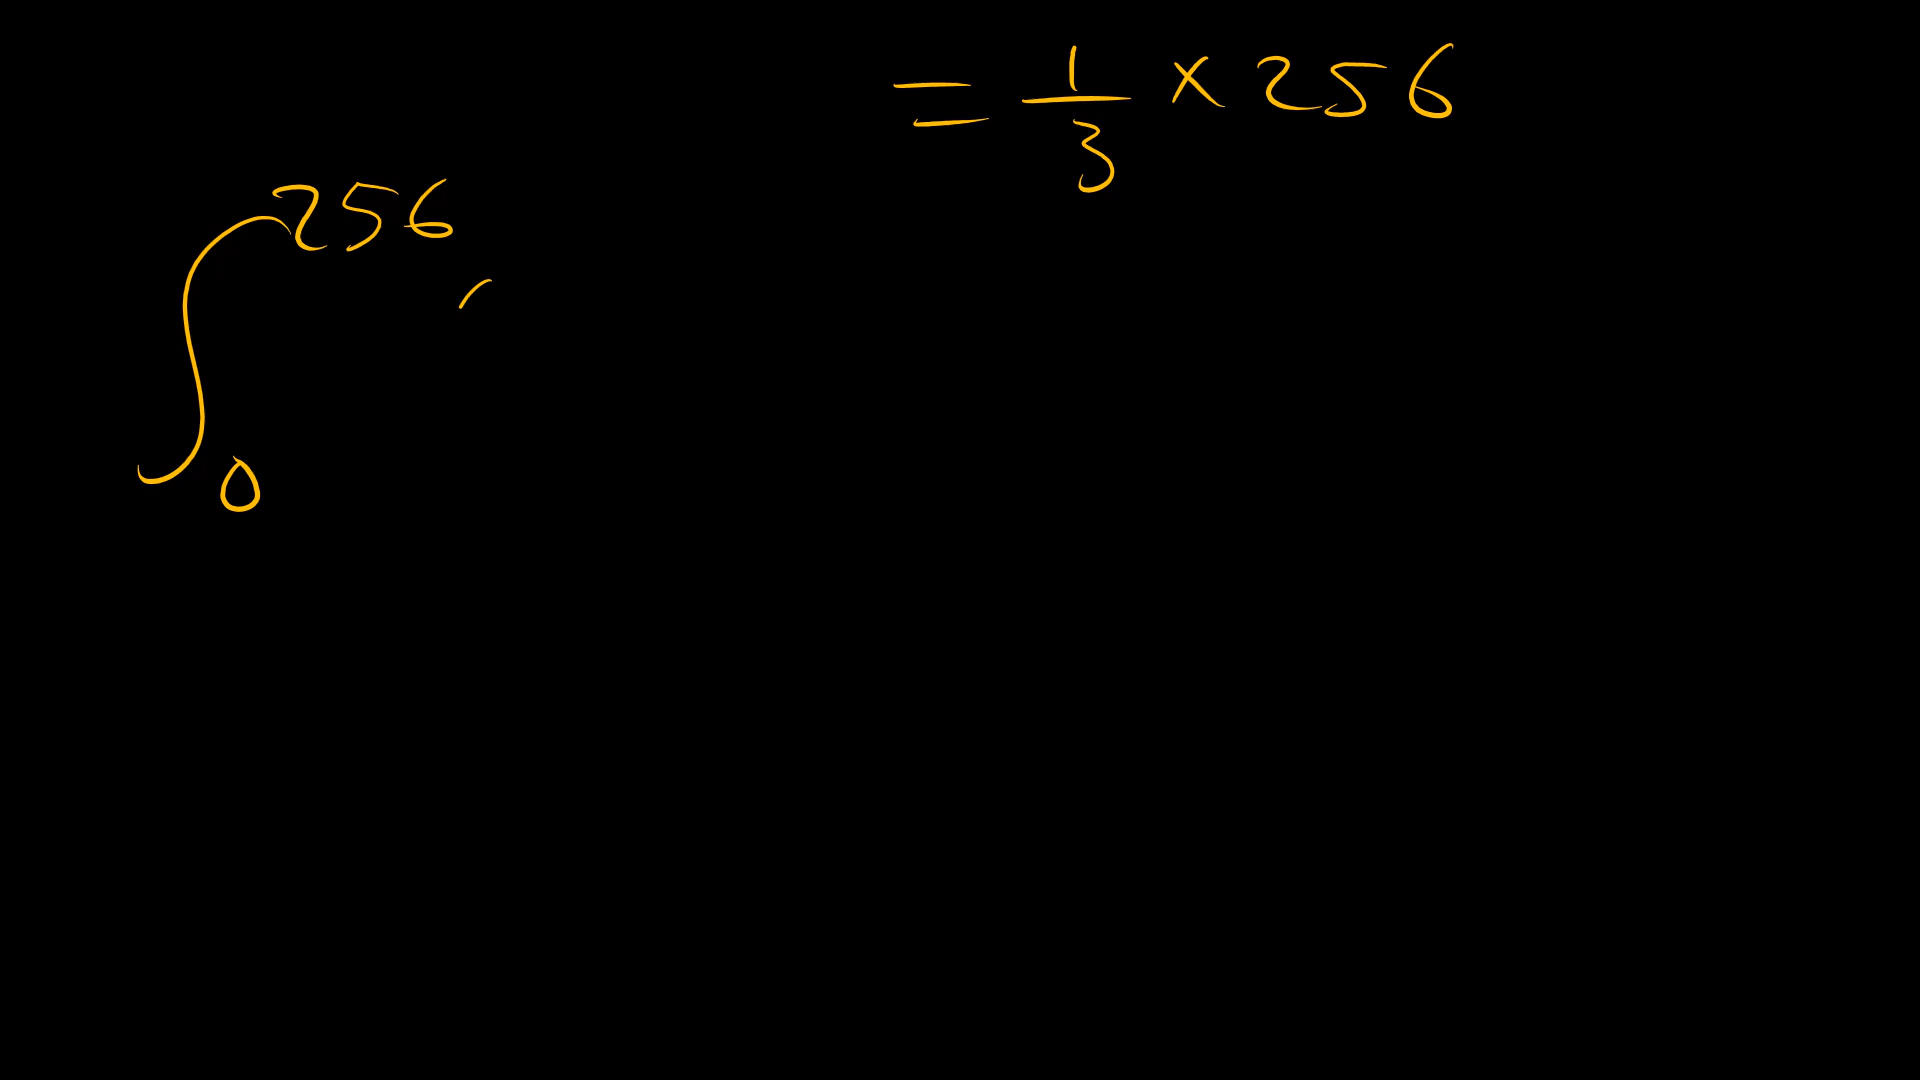 = 1/3 × 256
∫₀²⁵⁶